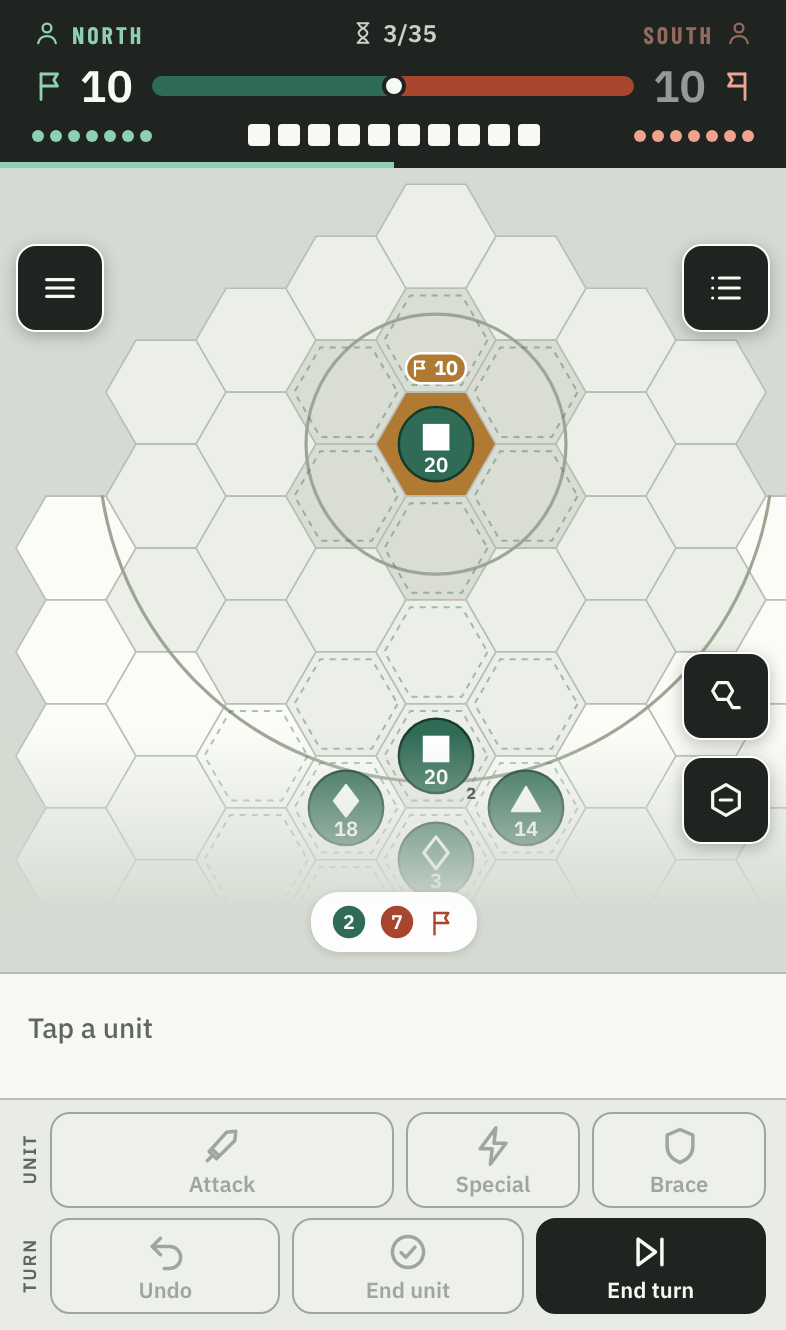 NORTH
3/35
SOUTH
10
10
10
20
20
2
18
14
3
2 7
Tap a unit
UNIT
Attack
Special
Brace
TURN
Undo
End unit
End turn